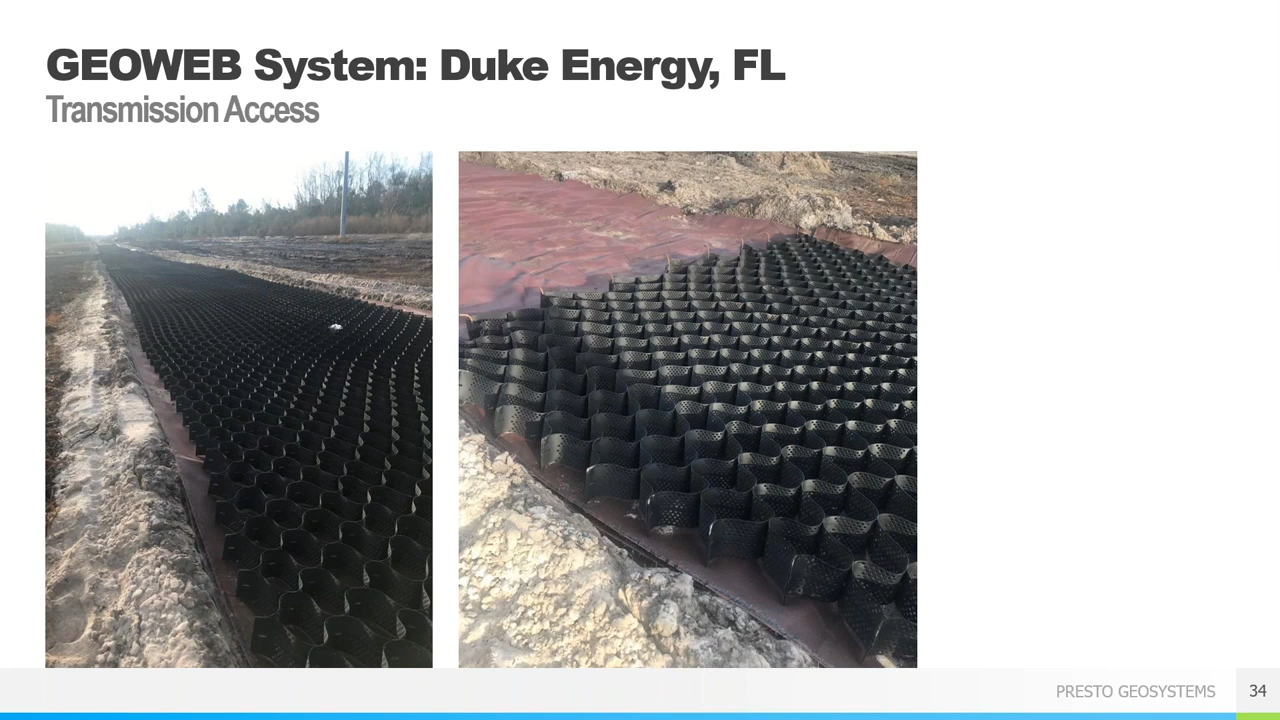 GEOWEB System: Duke Energy, FL
Transmission Access
PRESTO GEOSYSTEMS
34